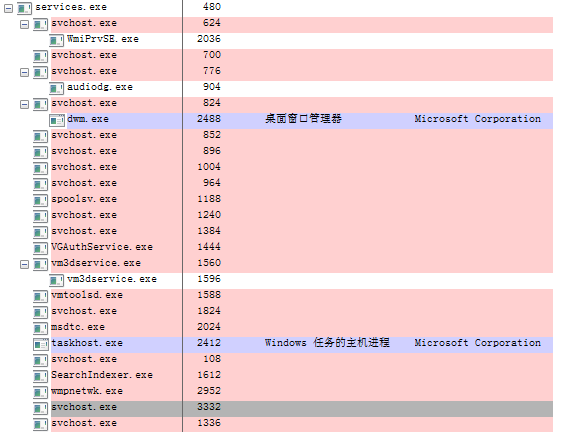 services.exe 480
svchost.exe 624
WmiPrvSE.exe 2036
svchost.exe 700
svchost.exe 776
audiodg.exe 904
svchost.exe 824
dwm.exe 2488 桌面窗口管理器 Microsoft Corporation
svchost.exe 852
svchost.exe 896
svchost.exe 1004
svchost.exe 964
spoolsv.exe 1188
svchost.exe 1240
svchost.exe 1384
VGAuthService.exe 1444
vm3dservice.exe 1560
vm3dservice.exe 1596
vmtoolsd.exe 1588
svchost.exe 1824
msdtc.exe 2024
taskhost.exe 2412 Windows 任务的主机进程 Microsoft Corporation
svchost.exe 108
SearchIndexer.exe 1612
wmpnetwk.exe 2952
svchost.exe 3332
svchost.exe 1336